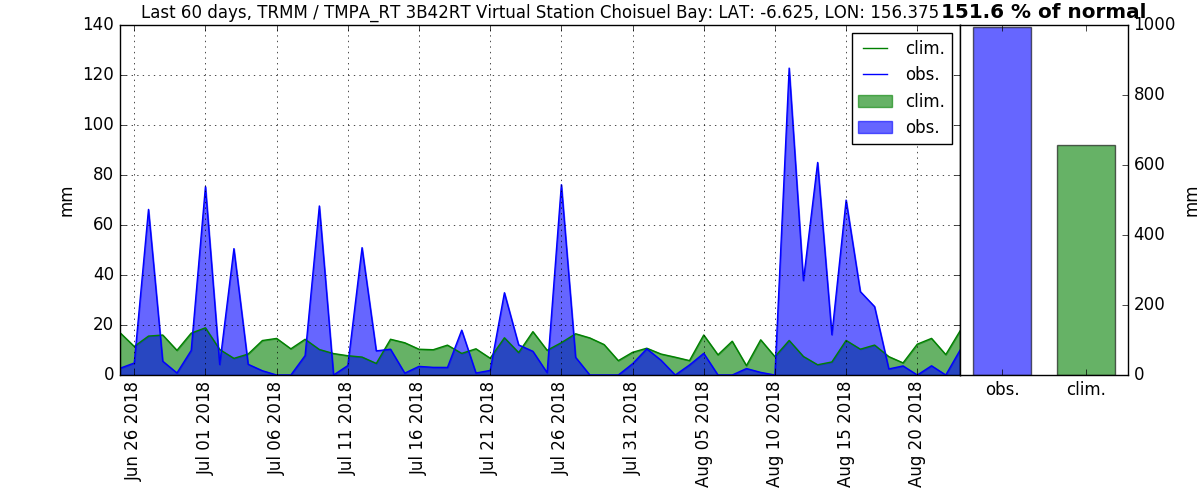 Last 60 days, TRMM / TMPA_RT 3B42RT Virtual Station Choisuel Bay: LAT: -6.625, LON: 156.375
151.6 % of normal
mm
140
120
100
80
60
40
20
0
clim.
obs.
clim.
obs.
Jun 26 2018
Jul 01 2018
Jul 06 2018
Jul 11 2018
Jul 16 2018
Jul 21 2018
Jul 26 2018
Jul 31 2018
Aug 05 2018
Aug 10 2018
Aug 15 2018
Aug 20 2018
obs.
clim.
1000
800
600
400
200
0
mm